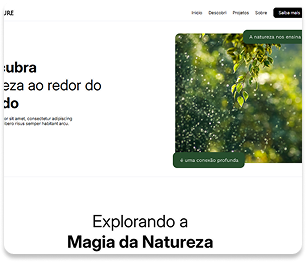 URE
Início Descobri Projetos Sobre Saiba mais
A natureza nos ensina
cubra
eza ao redor do
do
or sit amet, consectetur adipiscing
libero risus semper habitant arcu.
é uma conexão profunda
Explorando a
Magia da Natureza